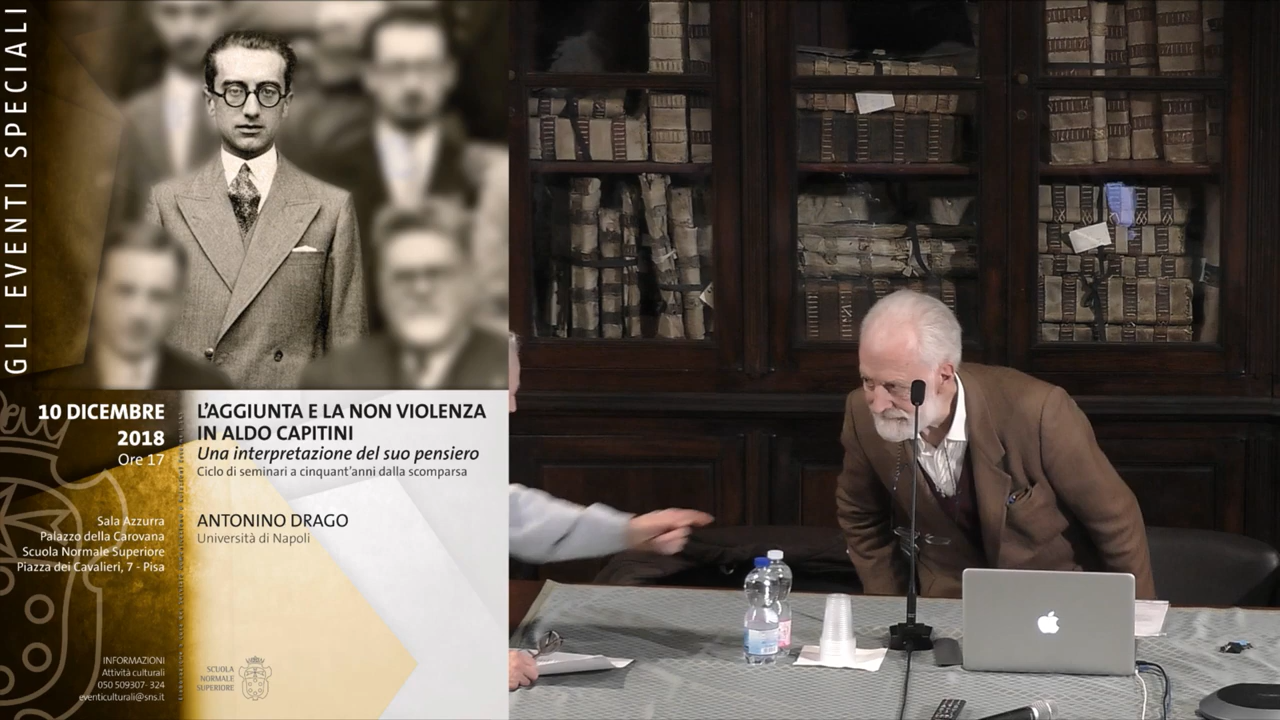 GLI EVENTI SPECIALI
10 DICEMBRE
2018
Ore 17
L'AGGIUNTA E LA NON VIOLENZA
IN ALDO CAPITINI
Una interpretazione del suo pensiero
Ciclo di seminari a cinquant'anni dalla scomparsa
ANTONINO DRAGO
Università di Napoli
Sala Azzurra
Palazzo della Carovana
Scuola Normale Superiore
Piazza dei Cavalieri, 7 - Pisa
INFORMAZIONI
Attività culturali
050 509307- 324
eventiculturali@sns.it
SCUOLA
NORMALE
SUPERIORE